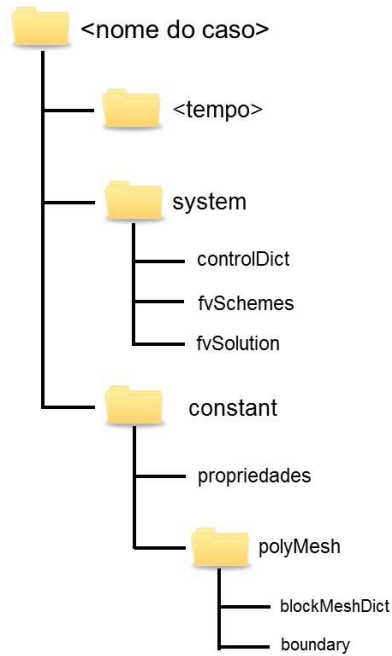 <nome do caso>
<tempo>
system
controlDict
fvSchemes
fvSolution
constant
propriedades
polyMesh
blockMeshDict
boundary